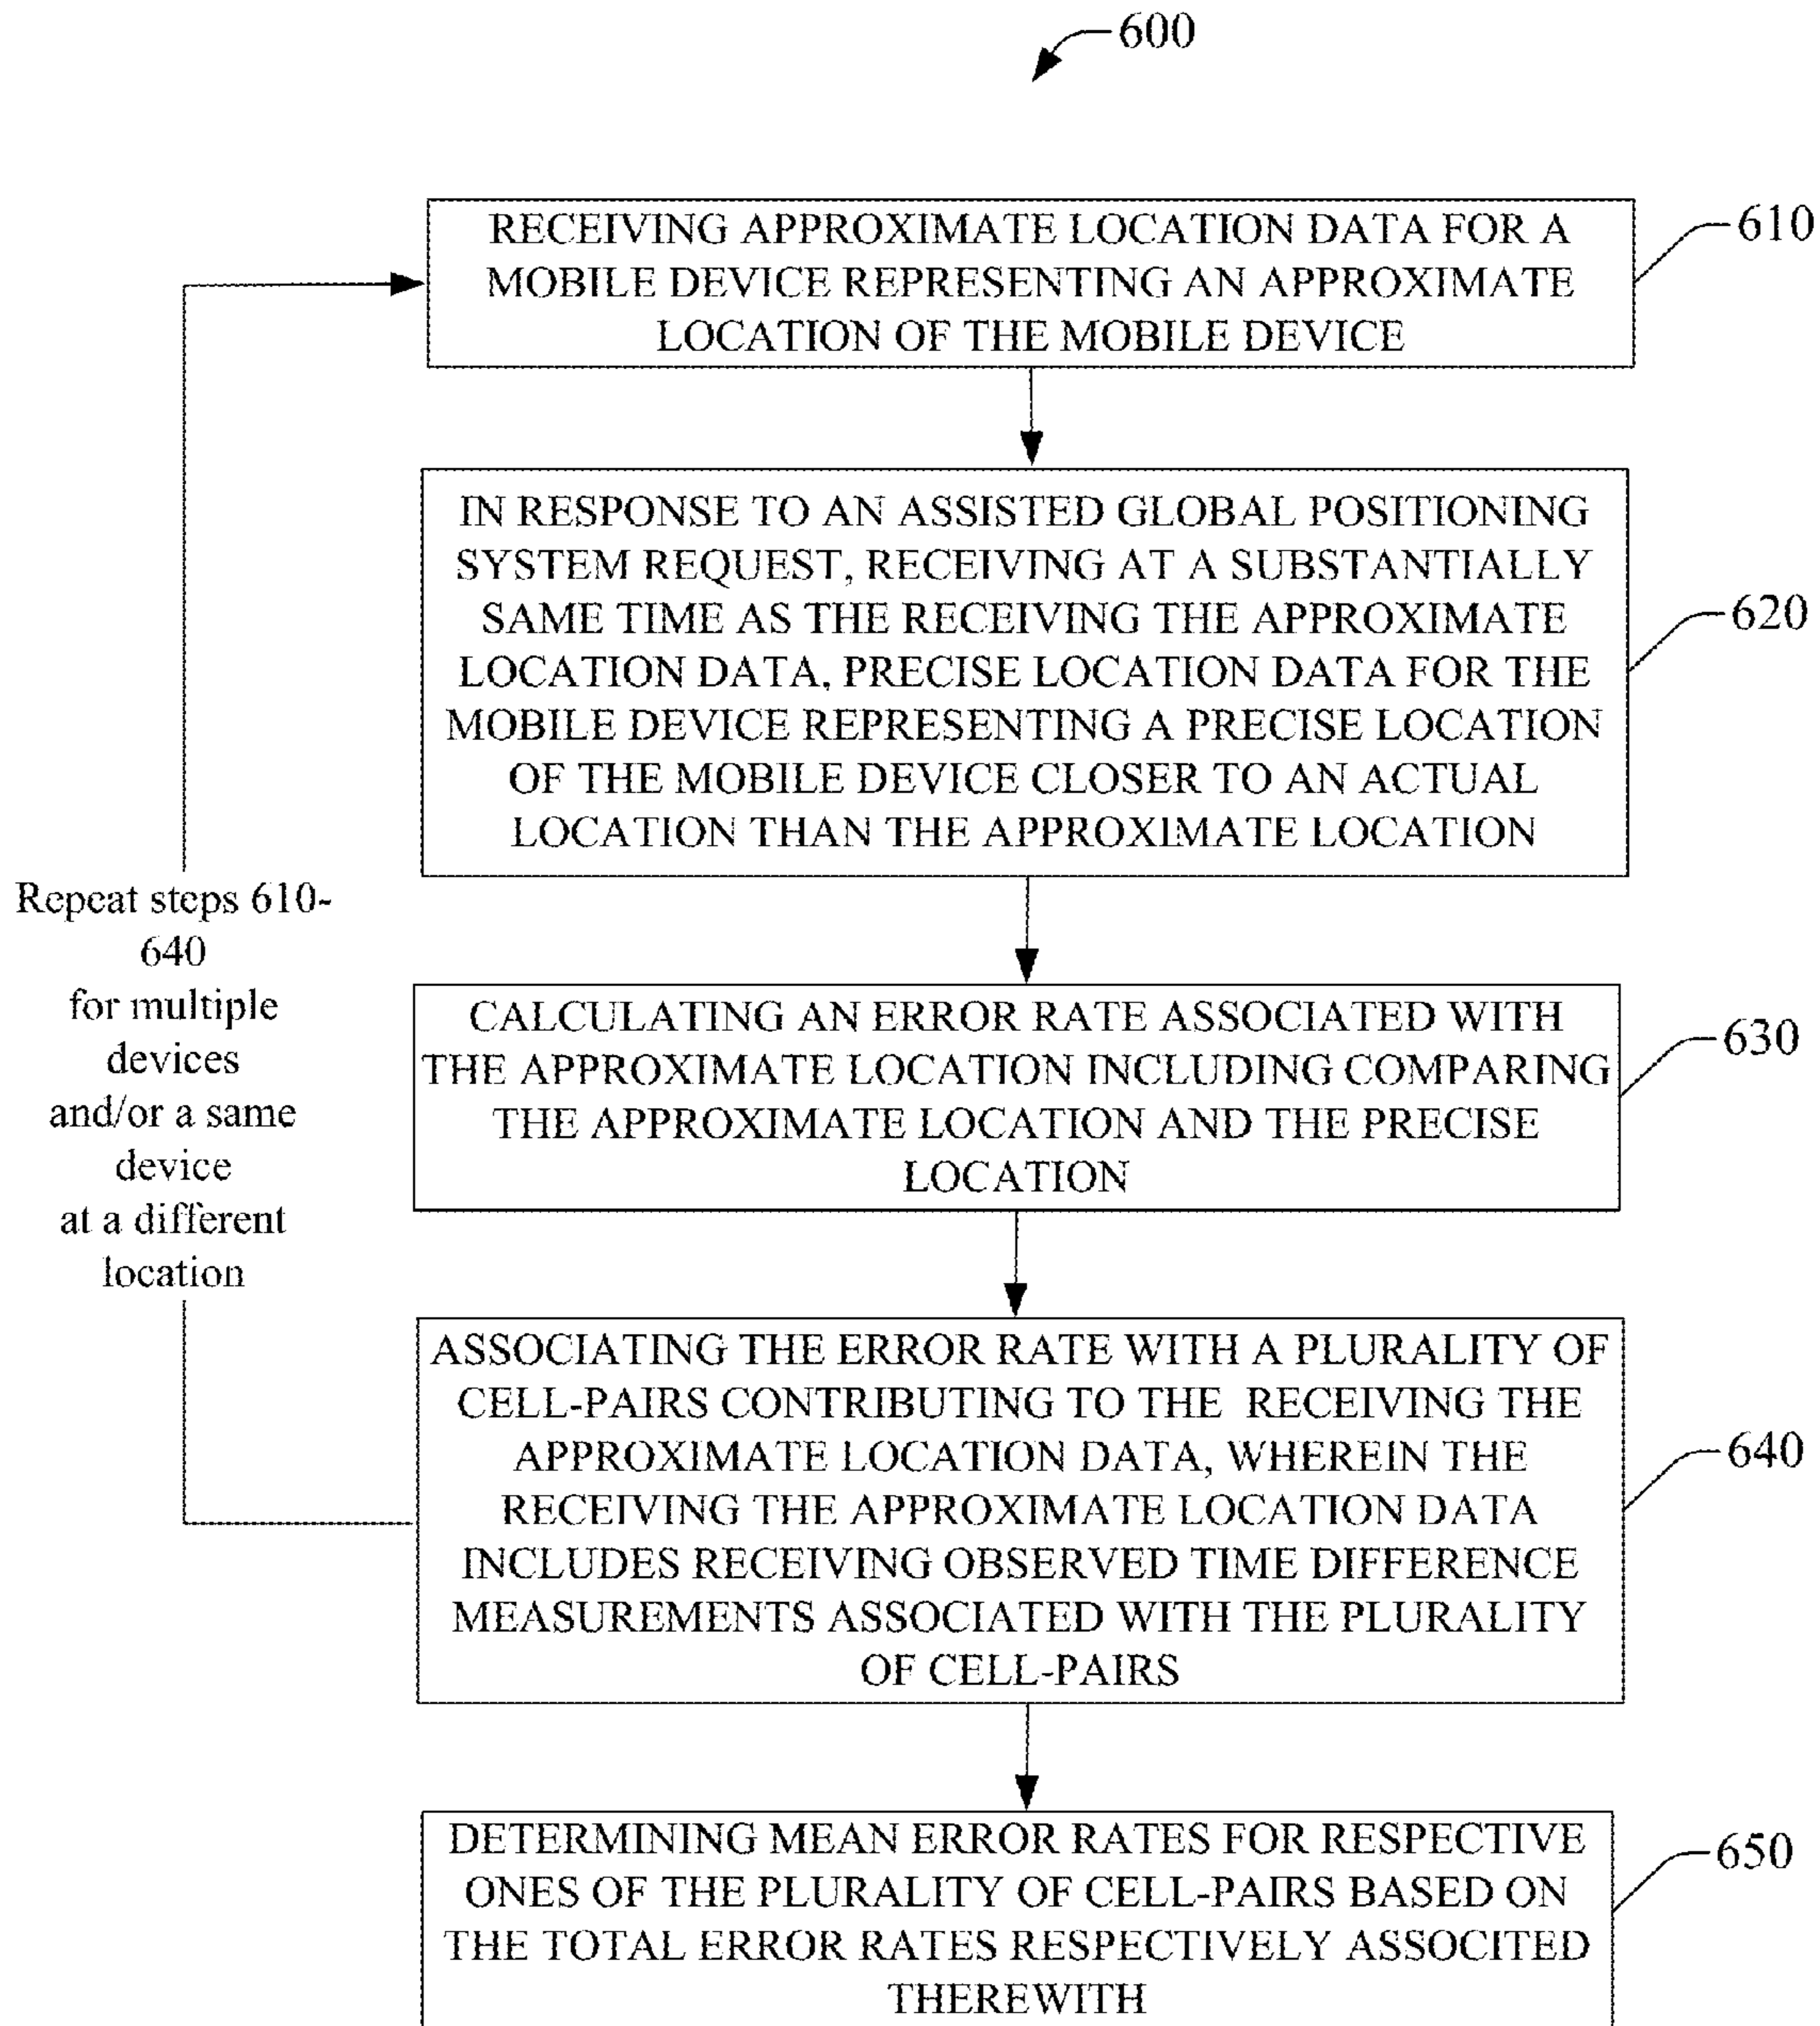 600
RECEIVING APPROXIMATE LOCATION DATA FOR A
MOBILE DEVICE REPRESENTING AN APPROXIMATE
LOCATION OF THE MOBILE DEVICE
610
IN RESPONSE TO AN ASSISTED GLOBAL POSITIONING
SYSTEM REQUEST, RECEIVING AT A SUBSTANTIALLY
SAME TIME AS THE RECEIVING THE APPROXIMATE
LOCATION DATA, PRECISE LOCATION DATA FOR THE
MOBILE DEVICE REPRESENTING A PRECISE LOCATION
OF THE MOBILE DEVICE CLOSER TO AN ACTUAL
LOCATION THAN THE APPROXIMATE LOCATION
620
Repeat steps 610-
640
for multiple
devices
and/or a same
device
at a different
location
CALCULATING AN ERROR RATE ASSOCIATED WITH
THE APPROXIMATE LOCATION INCLUDING COMPARING
THE APPROXIMATE LOCATION AND THE PRECISE
LOCATION
630
ASSOCIATING THE ERROR RATE WITH A PLURALITY OF
CELL-PAIRS CONTRIBUTING TO THE RECEIVING THE
APPROXIMATE LOCATION DATA, WHEREIN THE
RECEIVING THE APPROXIMATE LOCATION DATA
INCLUDES RECEIVING OBSERVED TIME DIFFERENCE
MEASUREMENTS ASSOCIATED WITH THE PLURALITY
OF CELL-PAIRS
640
DETERMINING MEAN ERROR RATES FOR RESPECTIVE
ONES OF THE PLURALITY OF CELL-PAIRS BASED ON
THE TOTAL ERROR RATES RESPECTIVELY ASSOCITED
THEREWITH
650